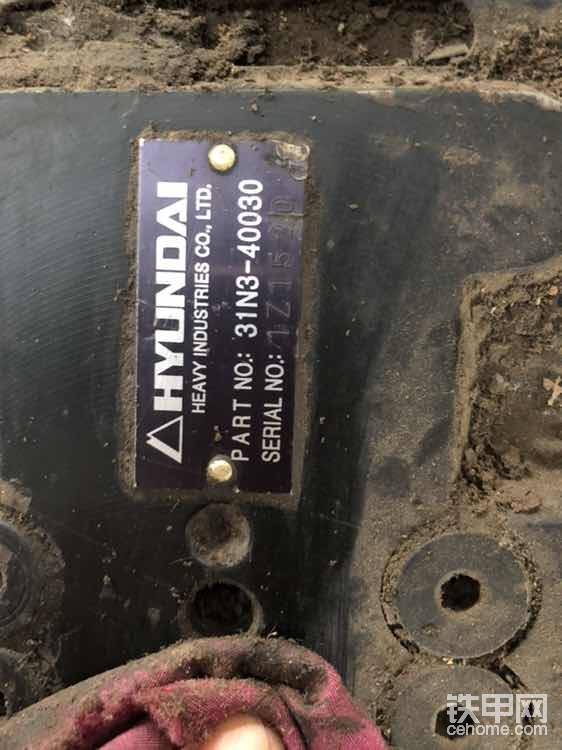 HYUNDAI
HEAVY INDUSTRIES CO., LTD.
PART NO.: 31N3-40030
SERIAL NO.:
铁甲网
cehome.com